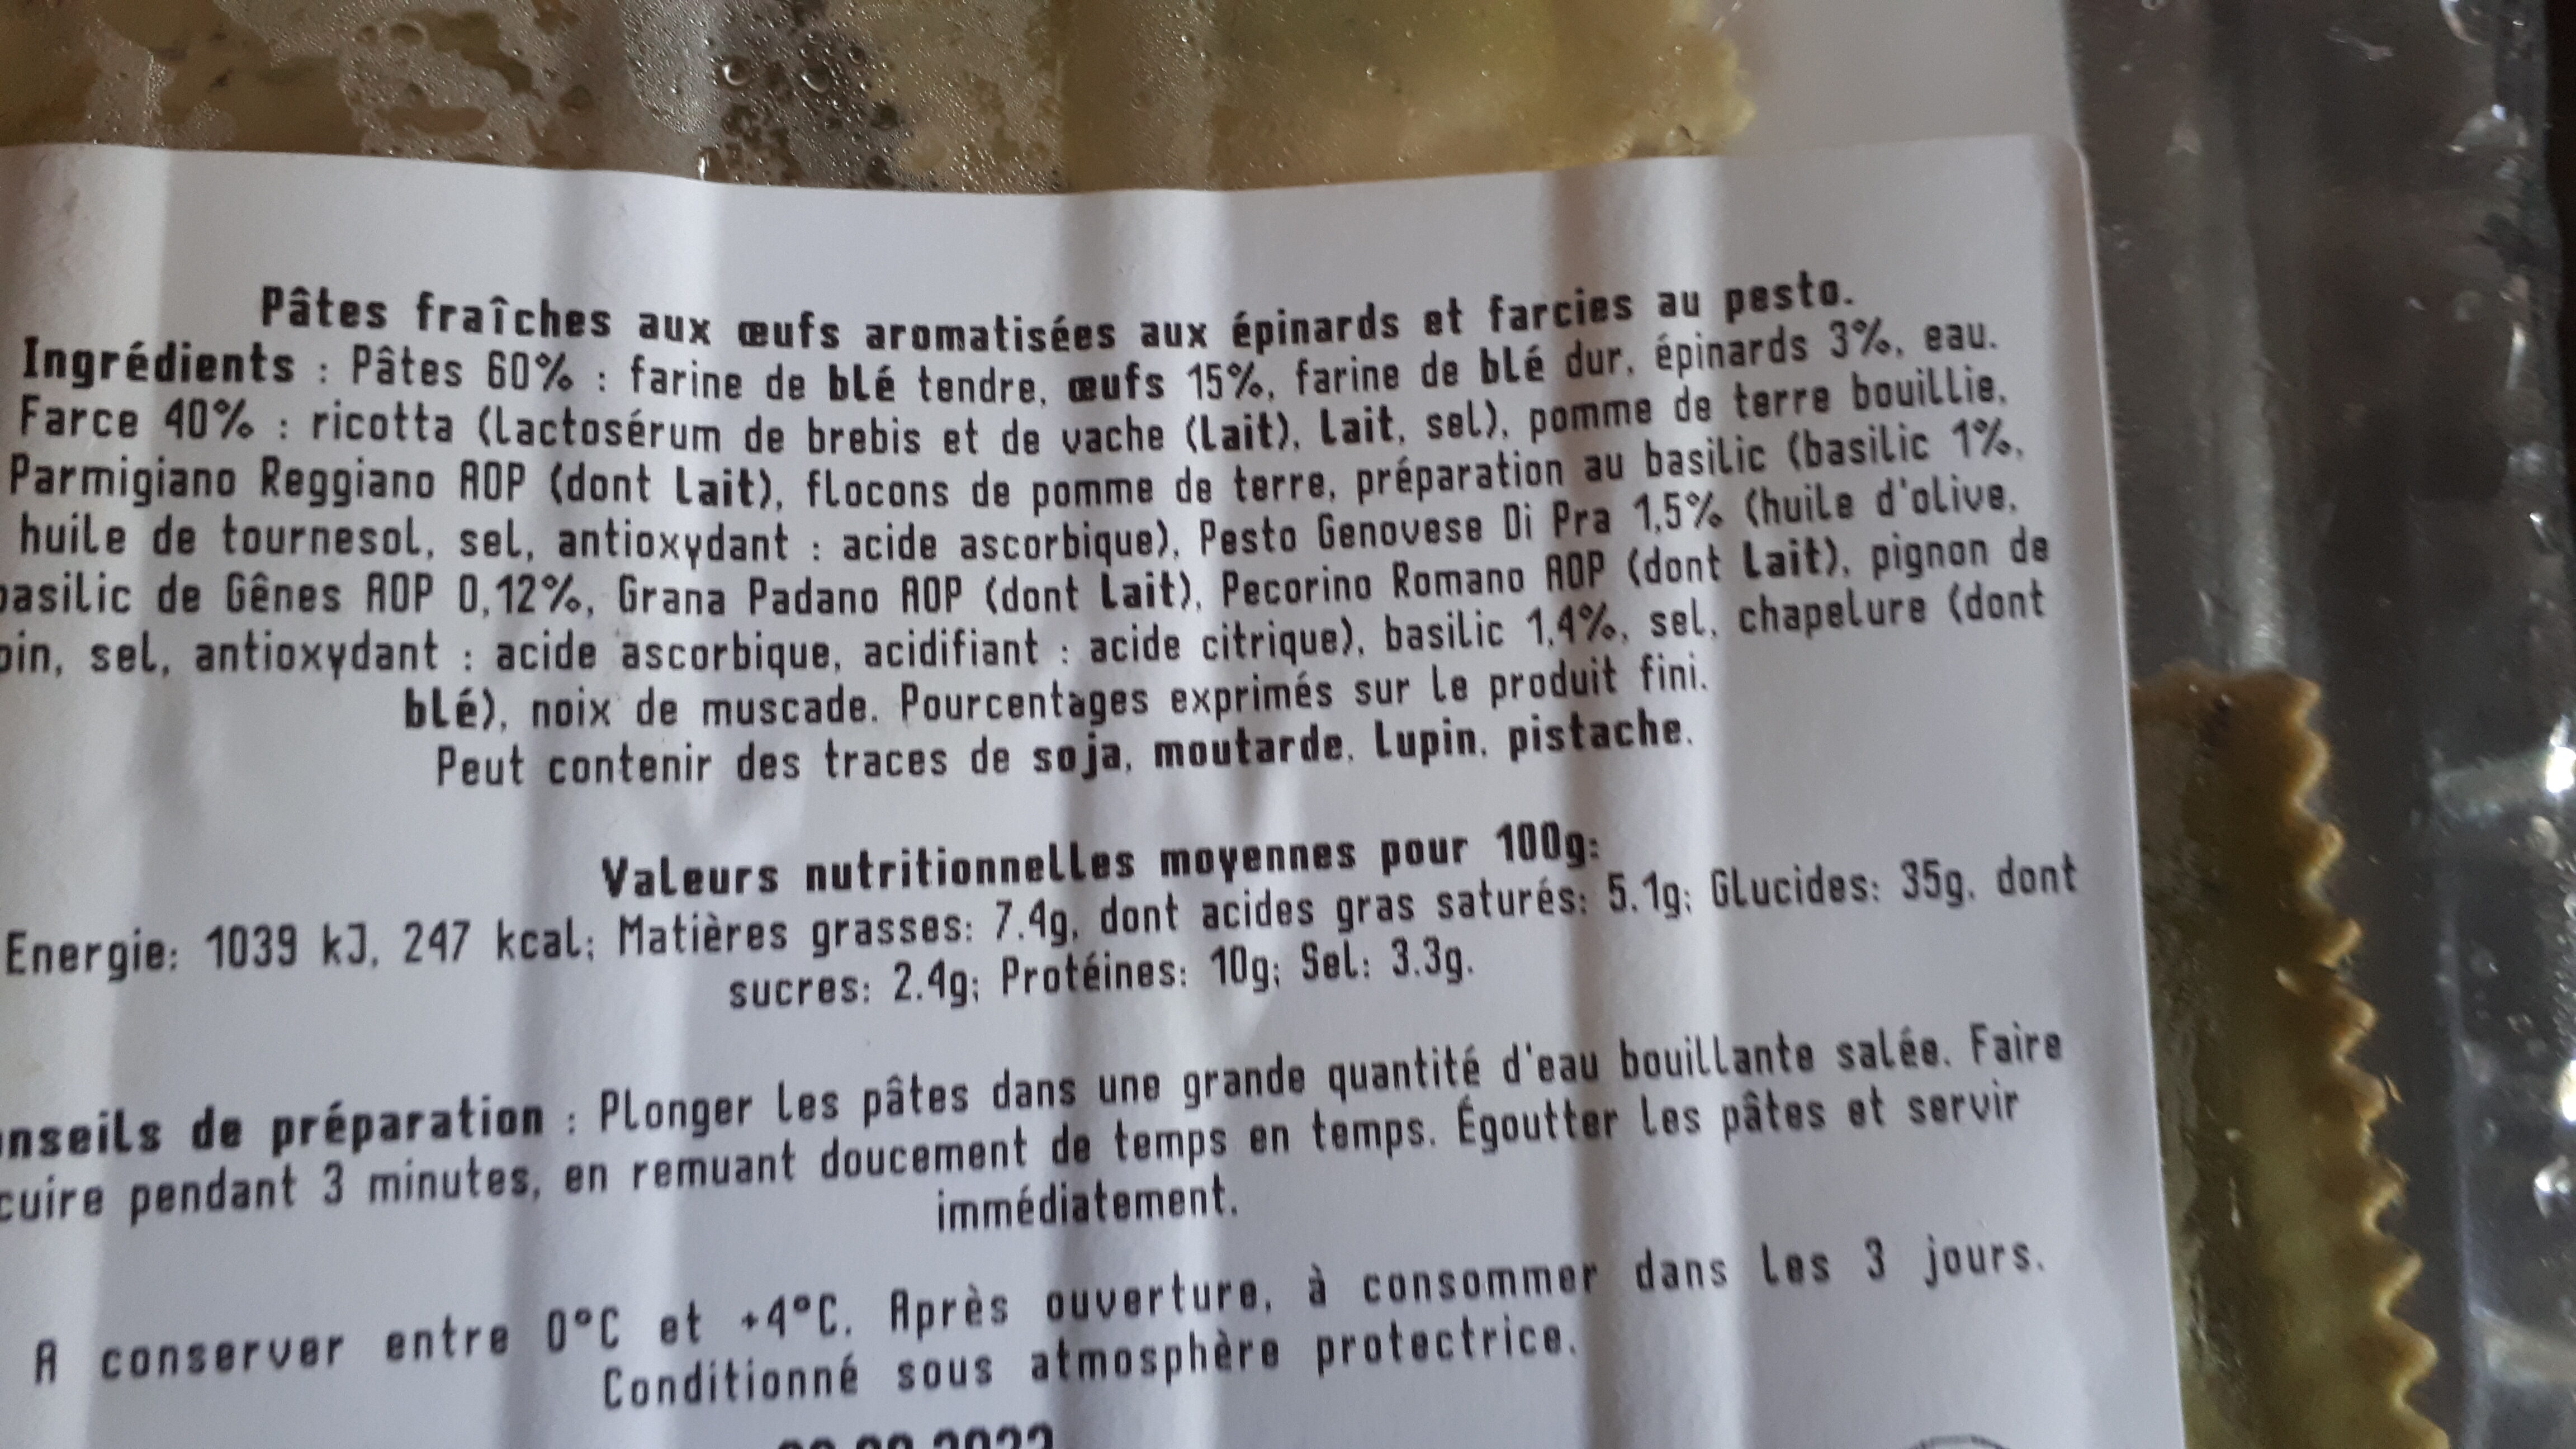 Pâtes fraîches aux œufs aromatisées aux épinards et farcies au pesto.
Ingrédients : Pâtes 60% : farine de blé tendre, œufs 15%, farine de blé dur, épinards 3%, eau.
Farce 40% : ricotta (lactosérum de brebis et de vache (lait), lait, sel), pomme de terre bouillie,
Parmigiano Reggiano AOP (dont lait), flocons de pomme de terre, préparation au basilic (basilic 1%,
huile de tournesol, sel, antioxydant : acide ascorbique), Pesto Genovese Di Pra 1,5% (huile d'olive,
basilic de Gênes AOP 0,12%, Grana Padano AOP (dont lait), Pecorino Romano AOP (dont lait), pignon de
pin, sel, antioxydant : acide ascorbique, acidifiant : acide citrique), basilic 1,4%, sel, chapelure (dont
blé), noix de muscade. Pourcentages exprimés sur le produit fini.
Peut contenir des traces de soja, moutarde, lupin, pistache.
Valeurs nutritionnelles moyennes pour 100g:
Energie: 1039 kJ, 247 kcal; Matières grasses: 7.4g, dont acides gras saturés: 5.1g; Glucides: 35g, dont
sucres: 2.4g; Protéines: 10g; Sel: 3.3g.
nseils de préparation : Plonger les pâtes dans une grande quantité d'eau bouillante salée. Faire
cuire pendant 3 minutes, en remuant doucement de temps en temps. Égoutter les pâtes et servir
immédiatement.
A conserver entre 0°C et +4°C. Après ouverture, à consommer dans les 3 jours.
Conditionné sous atmosphère protectrice.